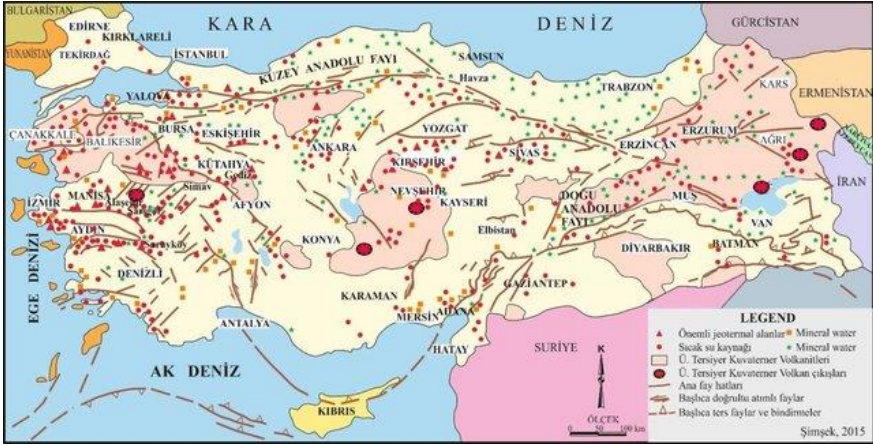 BULGARİSTAN
KARA DENİZ
GÜRCİSTAN
EDİRNE
KIRKLARELİ
YUNANİSTAN
TEKİRDAĞ
İSTANBUL
KUZEY ANADOLU FAYI
SAMSUN
Havza
TRABZON
KARS
ERMENİSTAN
YALOVA
ÇANAKKALE
BALIKESİR
BURSA
ESKİŞEHİR
ANKARA
YOZGAT
SİVAS
ERZİNCAN
ERZURUM
AĞRI
KÜTAHYA
Gediz
KIRŞEHİR
NEVŞEHİR
KAYSERİ
İRAN
İZMİR
MANİSA
Simav
AFYON
DOĞU
ANADOLU
FAYI
MUŞ
VAN
AYDIN
Sarayköy
KONYA
Elbistan
DİYARBAKIR
BATMAN
EGE DENİZİ
DENİZLİ
KARAMAN
MERSİN
ADANA
GAZİANTEP
ANTALYA
HATAY
AK DENİZ
SURİYE
KIBRIS
K
ÖLÇEK
0 50 100 km
LEGEND
Önemli jeotermal alanlar Mineral water
Sıcak su kaynağı Mineral water
Ü. Tersiyer Kuvaterner Volkanitleri
Ü. Tersiyer Kuvaterner Volkan çıkışları
Ana fay hatları
Başlıca doğrultu atımlı faylar
Başlıca ters faylar ve bindirmeler
Şimşek, 2015